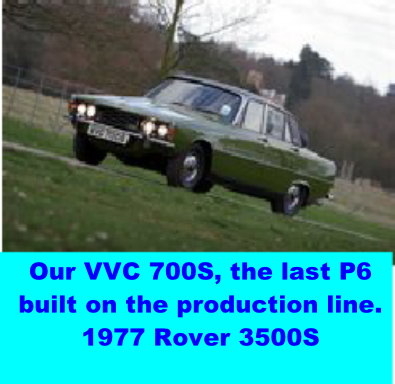 Our VVC 700S, the last P6
built on the production line.
1977 Rover 3500S